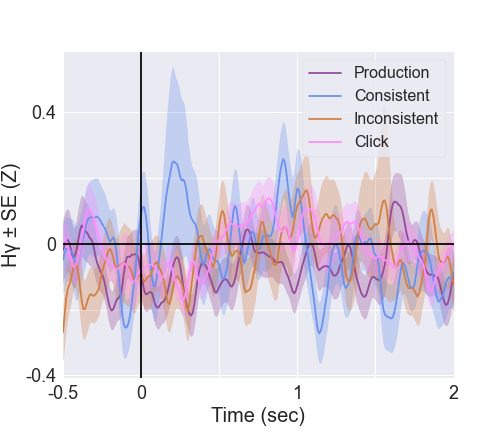 Production
Consistent
Inconsistent
Click
Hγ ± SE (Z)
0.4
0
-0.4
-0.5
0
1
2
Time (sec)